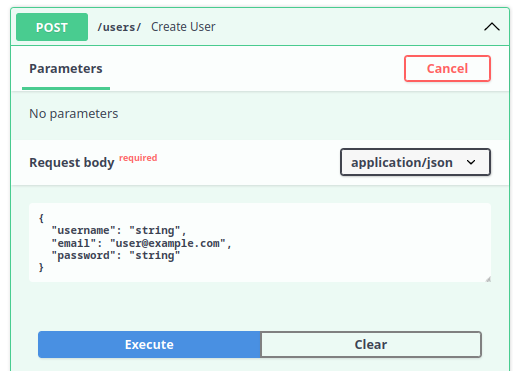 POST /users/ Create User
Parameters Cancel
No parameters
Request body required application/json
{
  "username": "string",
  "email": "user@example.com",
  "password": "string"
}
Execute Clear